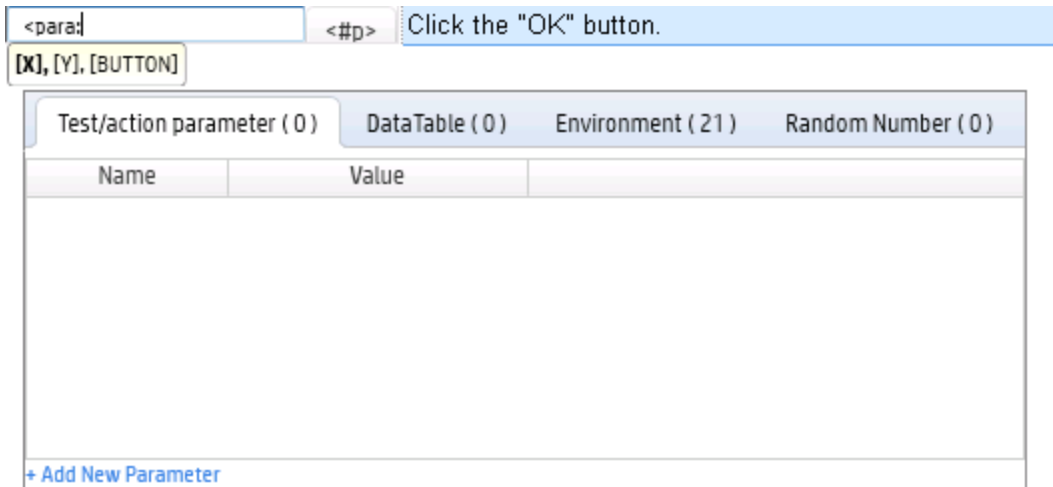 <para: <#p> Click the "OK" button.
[X], [Y], [BUTTON]
Test/action parameter ( 0 ) DataTable ( 0 ) Environment ( 21 ) Random Number ( 0 )
Name Value
+ Add New Parameter